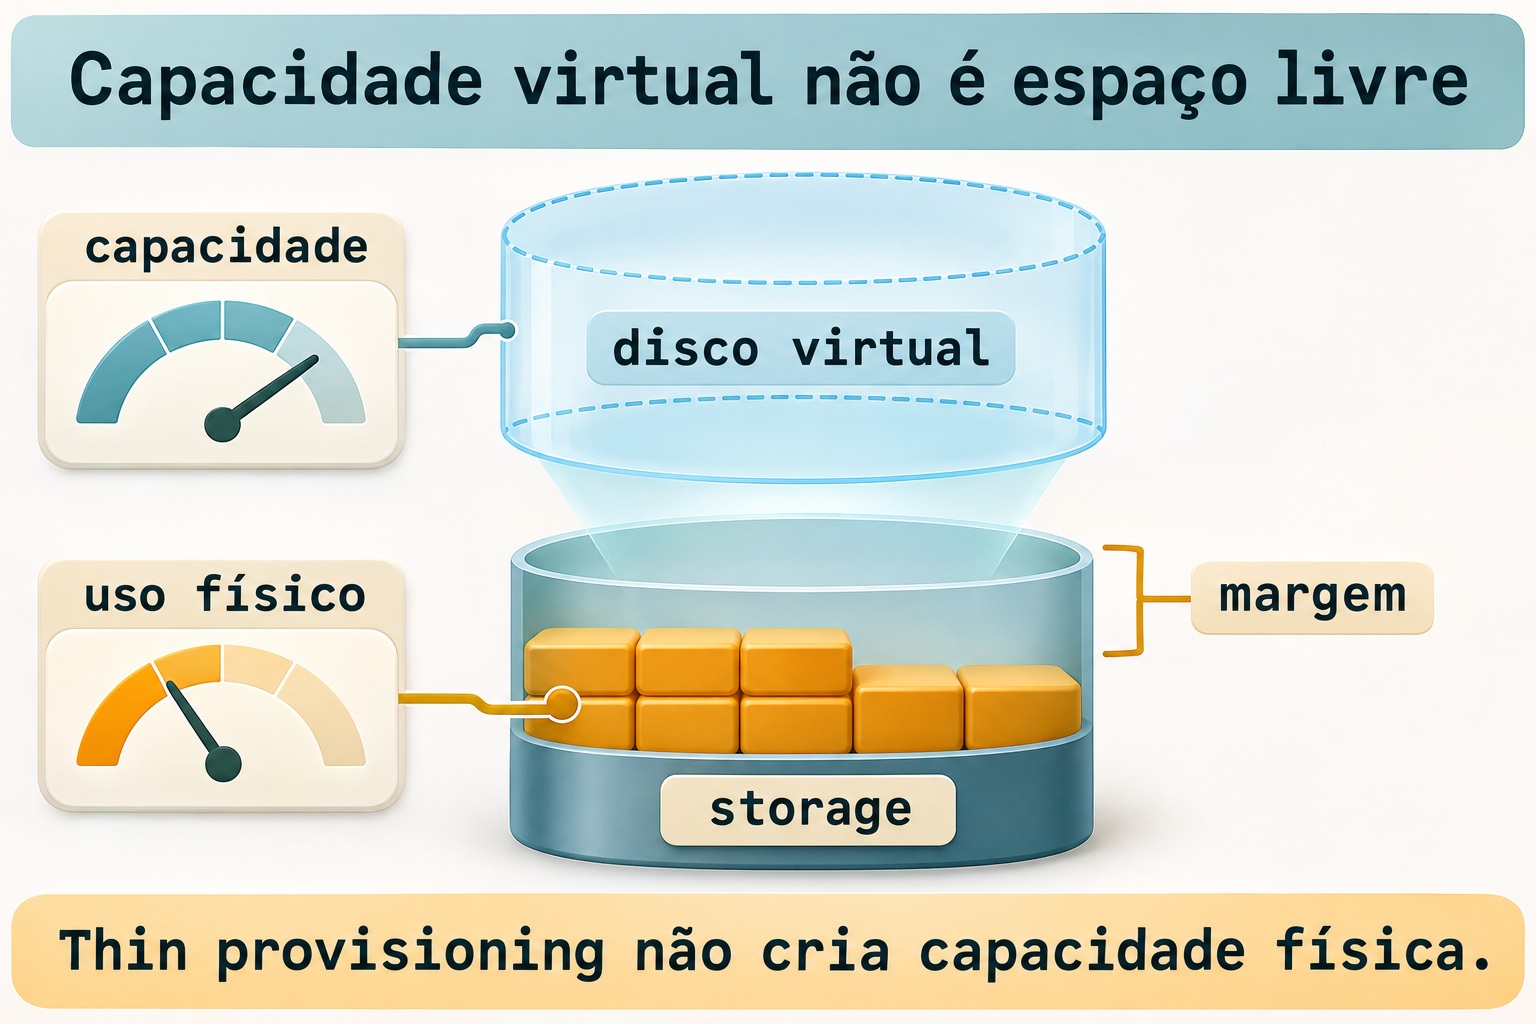 Capacidade virtual não é espaço livre
capacidade
disco virtual
uso físico
margem
storage
Thin provisioning não cria capacidade física.